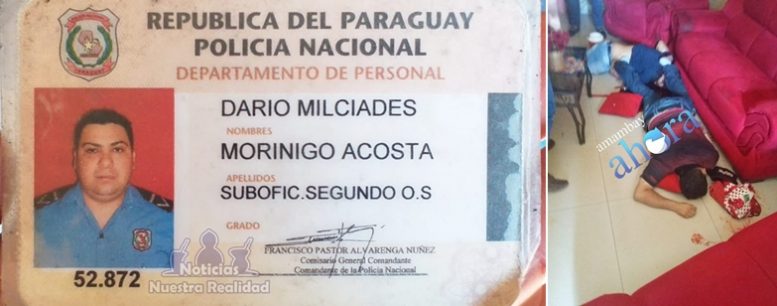 REPUBLICA DEL PARAGUAY
POLICIA NACIONAL
DEPARTAMENTO DE PERSONAL
DARIO MILCIADES
NOMBRES
MORINIGO ACOSTA
APELLIDOS
SUBOFIC.SEGUNDO O.S
GRADO
FRANCISCO PASTOR ALVARENGA NUÑEZ
Comisario General Comandante
Comandante de la Policía Nacional
52.872
Noticias
Nuestra Realidad
amambay
ahora